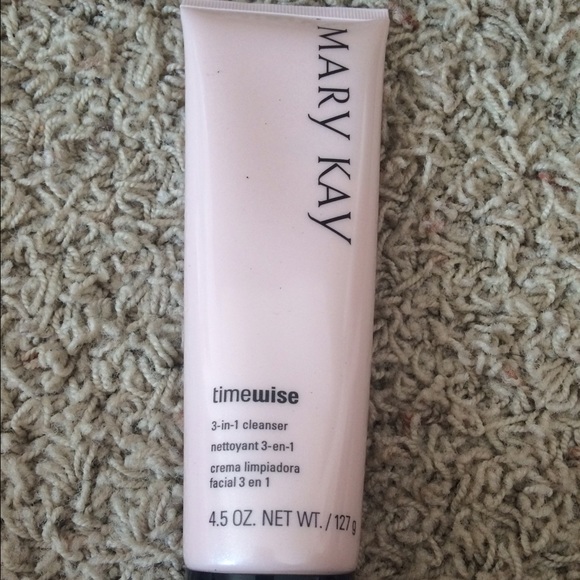 MARY KAY
timewise
3-in-1 cleanser
nettoyant 3-en-1
crema limpiadora
facial 3 en 1
4.5 OZ. NET WT. / 127 g